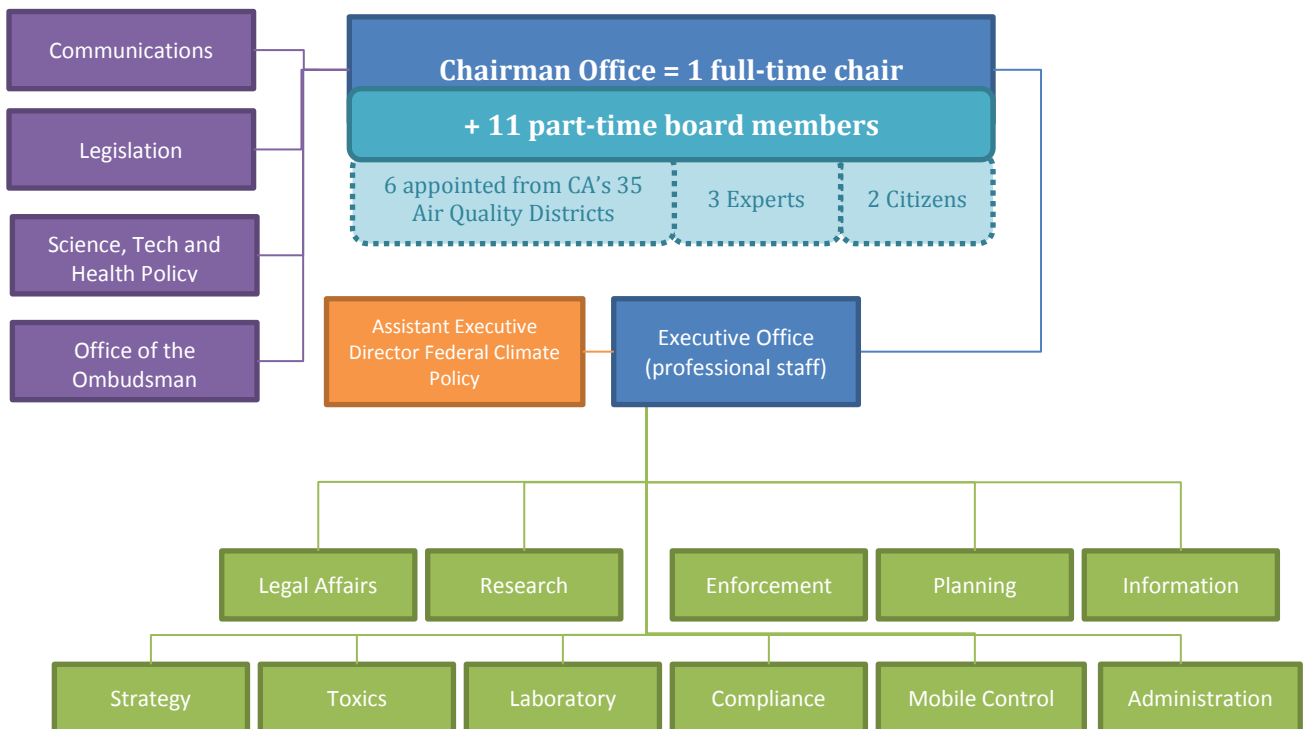 Communications
Legislation
Science, Tech and
Health Policy
Office of the
Ombudsman
Chairman Office = 1 full-time chair
+ 11 part-time board members
6 appointed from CA's 35
Air Quality Districts
3 Experts
2 Citizens
Assistant Executive
Director Federal Climate
Policy
Executive Office
(professional staff)
Legal Affairs
Research
Enforcement
Planning
Information
Strategy
Toxics
Laboratory
Compliance
Mobile Control
Administration